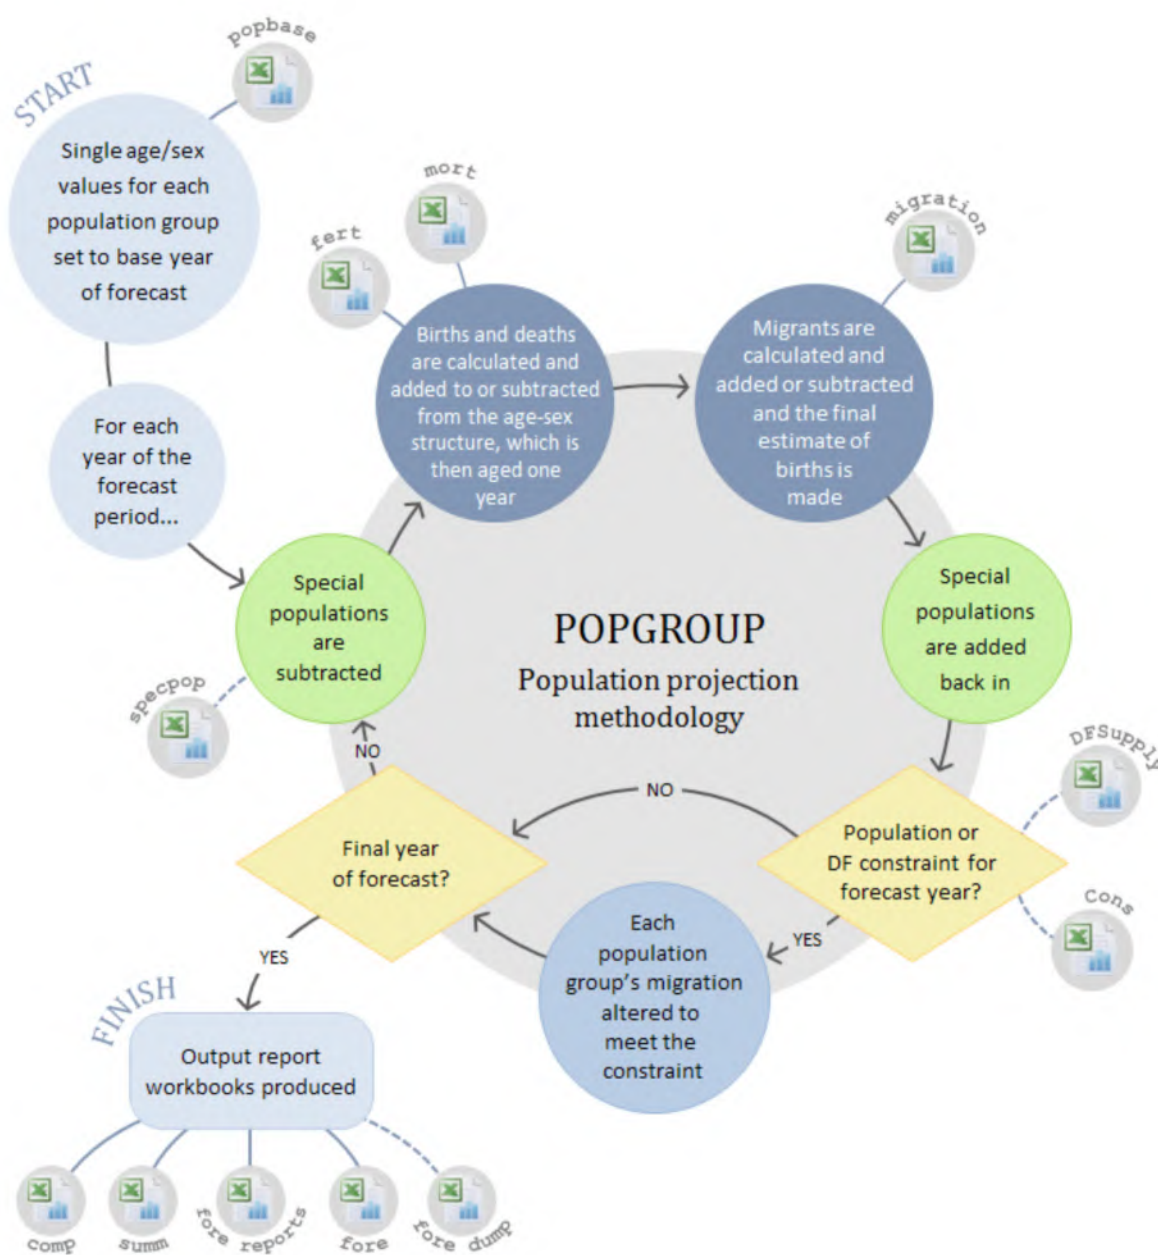 popbase
START
Single age/sex
values for each
population group
set to base year
of forecast
mort
fert
migration
For each
year of the
forecast
period...
Births and deaths
are calculated and
added to or subtracted
from the age-sex
structure, which is
then aged one
year
Migrants are
calculated and
added or subtracted
and the final
estimate of
births is
made
Special
populations
are
subtracted
specpop
POPGROUP
Population projection
methodology
Special
populations
are added
back in
DFSupply
NO
NO
Final year
of forecast?
Population or
DF constraint for
forecast year?
Cons
YES
Each
population
group's migration
altered to
meet the
constraint
YES
FINISH
Output report
workbooks produced
comp
summ
fore reports
fore
fore dump